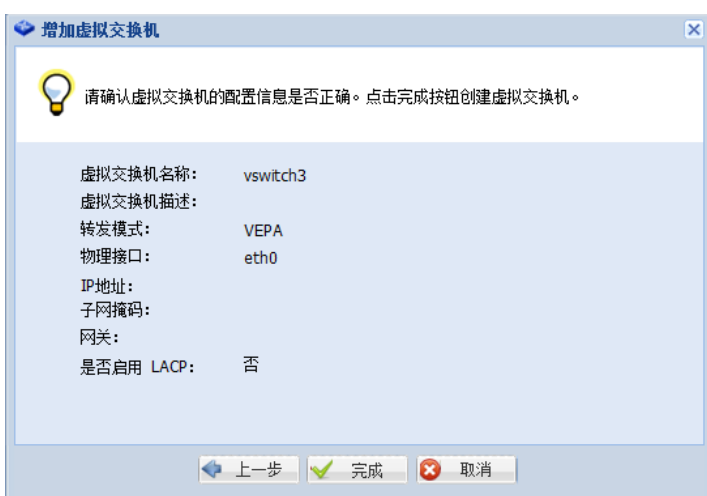 增加虚拟交换机
请确认虚拟交换机的配置信息是否正确。点击完成按钮创建虚拟交换机。
虚拟交换机名称: vswitch3
虚拟交换机描述:
转发模式: VEPA
物理接口: eth0
IP地址:
子网掩码:
网关:
是否启用 LACP: 否
上一步 完成 取消